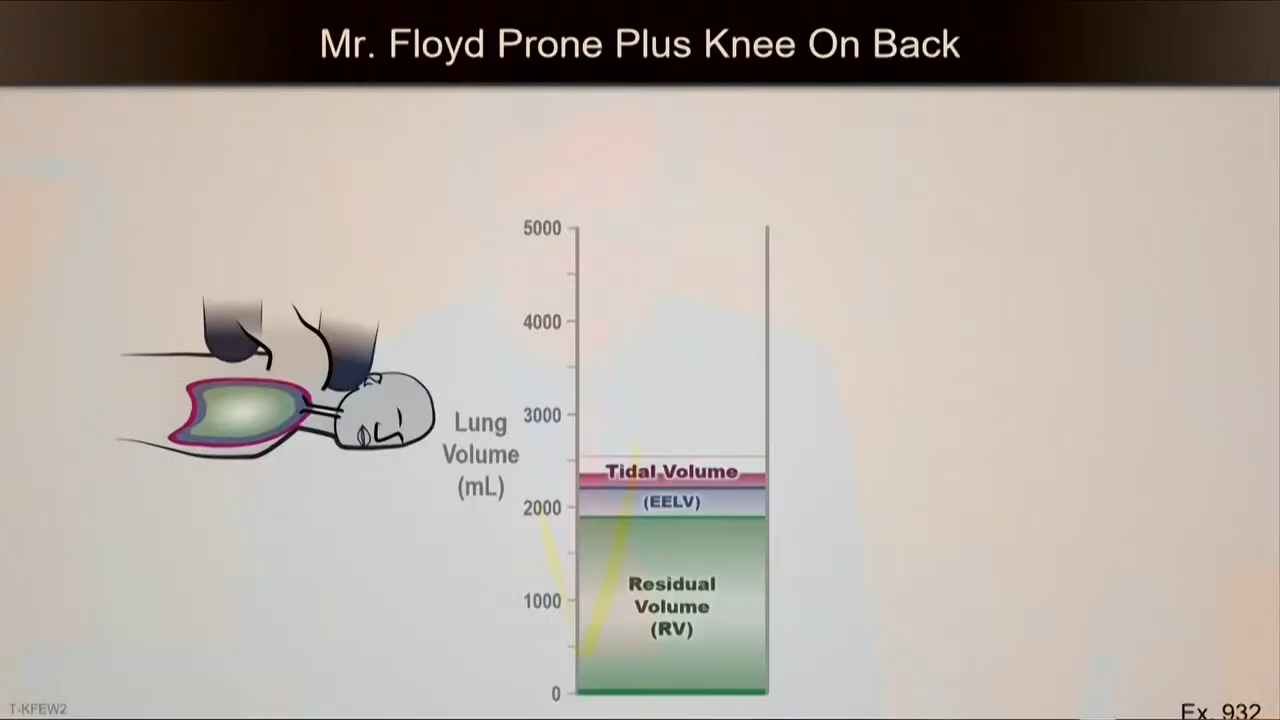 Mr. Floyd Prone Plus Knee On Back
5000
4000
3000
2000
1000
0
Lung
Volume
(mL)
Tidal Volume
(EELV)
Residual
Volume
(RV)
T-KFEW2
Ex. 932